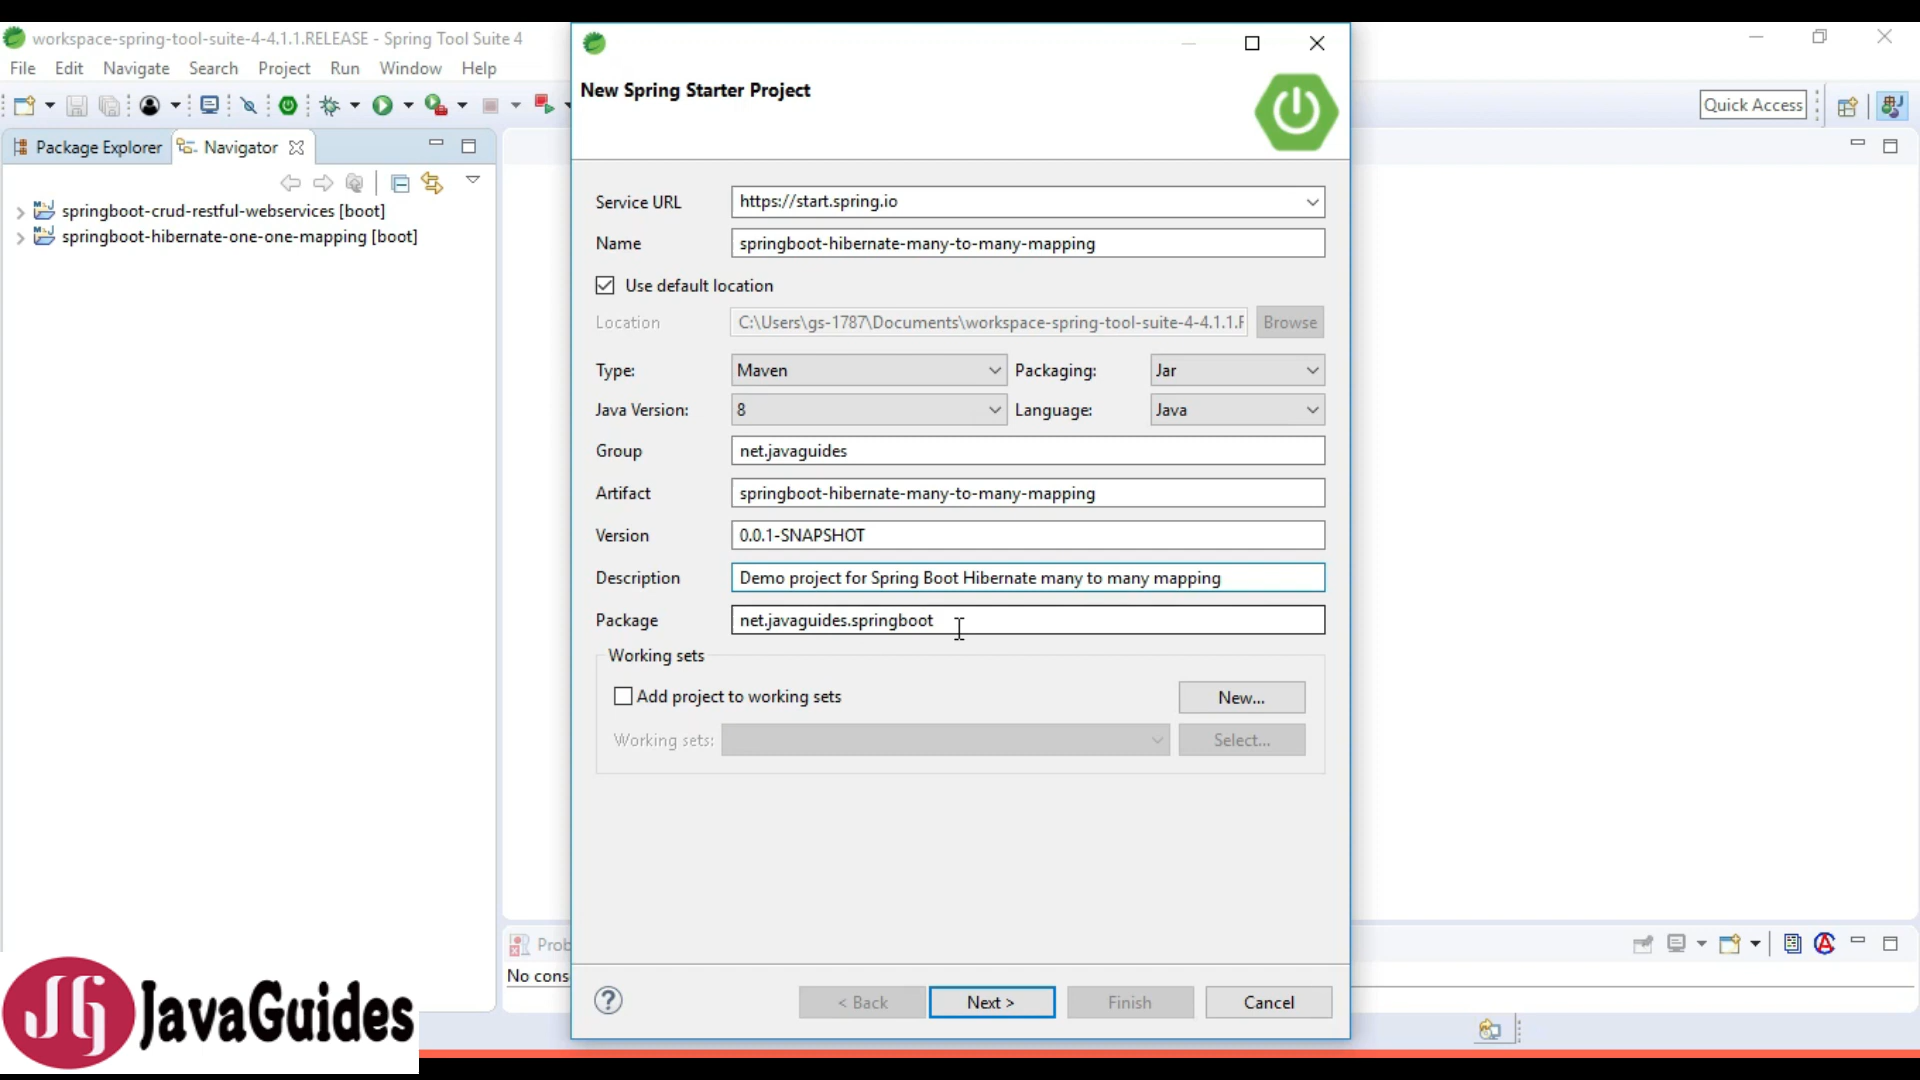 workspace-spring-tool-suite-4-4.1.1.RELEASE - Spring Tool Suite 4
File Edit Navigate Search Project Run Window Help
Quick Access
Package Explorer Navigator
springboot-crud-restful-webservices [boot]
springboot-hibernate-one-one-mapping [boot]
New Spring Starter Project
Service URL https://start.spring.io
Name springboot-hibernate-many-to-many-mapping
Use default location
Location C:\Users\gs-1787\Documents\workspace-spring-tool-suite-4-4.1.1.F Browse
Type: Maven Packaging: Jar
Java Version: 8 Language: Java
Group net.javaguides
Artifact springboot-hibernate-many-to-many-mapping
Version 0.0.1-SNAPSHOT
Description Demo project for Spring Boot Hibernate many to many mapping
Package net.javaguides.springboot
Working sets
Add project to working sets New...
Working sets: Select...
Prob
No cons
< Back Next > Finish Cancel
JG JavaGuides